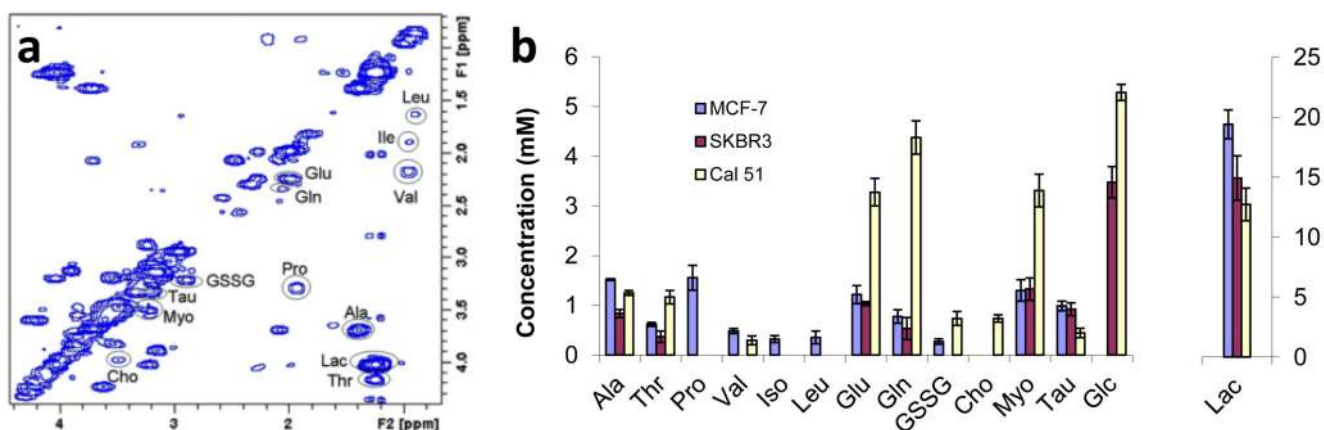 a
F1 [ppm]
1.5
2.0
2.5
3.0
3.5
4.0
Leu
Ile
Glu
Gln
Val
GSSG
Pro
Tau
Myo
Ala
Lac
Cho
Thr
4
3
2
F2 [ppm]
b
Concentration (mM)
6
5
4
3
2
1
0
MCF-7
SKBR3
Cal 51
Ala
Thr
Pro
Val
Iso
Leu
Glu
Gln
GSSG
Cho
Myo
Tau
Glc
25
20
15
10
5
0
Lac